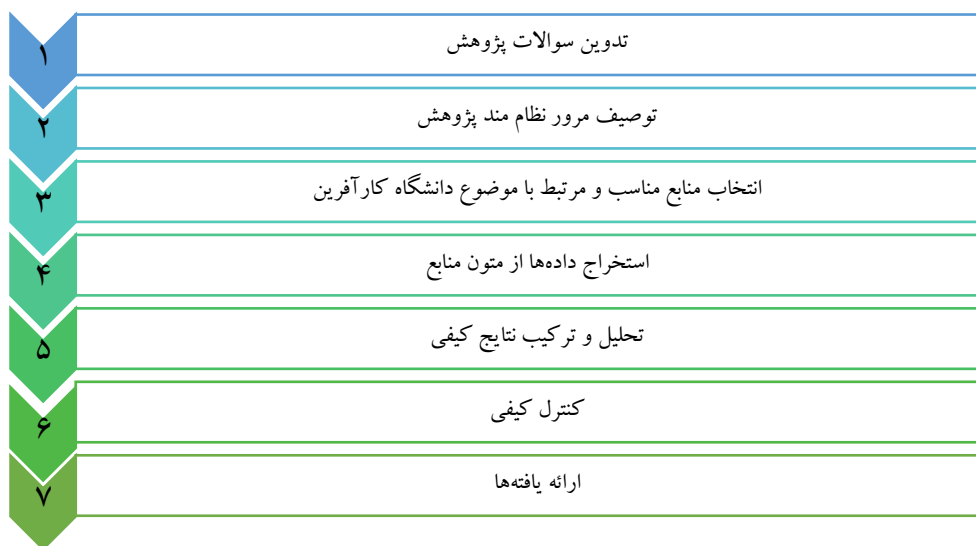 ۱
تدوین سوالات پژوهش
۲
توصیف مرور نظام مند پژوهش
۳
انتخاب منابع مناسب و مرتبط با موضوع دانشگاه کارآفرین
۴
استخراج داده‌ها از متون منابع
۵
تحلیل و ترکیب نتایج کیفی
۶
کنترل کیفی
۷
ارائه یافته‌ها